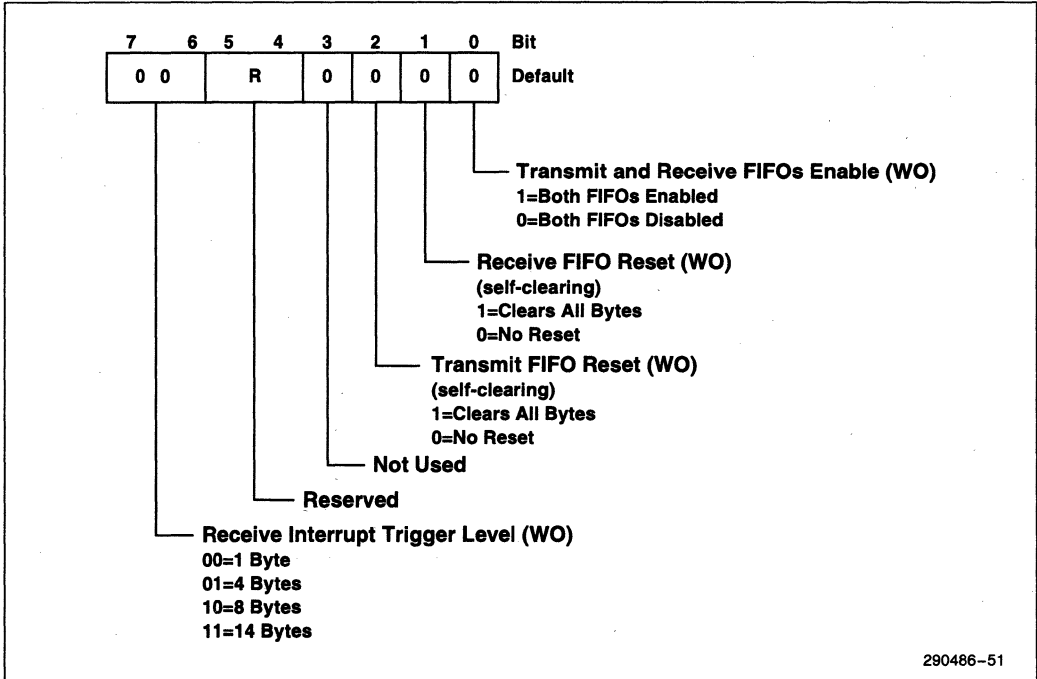 7 6 5 4 3 2 1 0 Bit
0 0 R 0 0 0 0 Default
Transmit and Receive FIFOs Enable (WO)
1=Both FIFOs Enabled
0=Both FIFOs Disabled
Receive FIFO Reset (WO)
(self-clearing)
1=Clears All Bytes
0=No Reset
Transmit FIFO Reset (WO)
(self-clearing)
1=Clears All Bytes
0=No Reset
Not Used
Reserved
Receive Interrupt Trigger Level (WO)
00=1 Byte
01=4 Bytes
10=8 Bytes
11=14 Bytes
290486–51